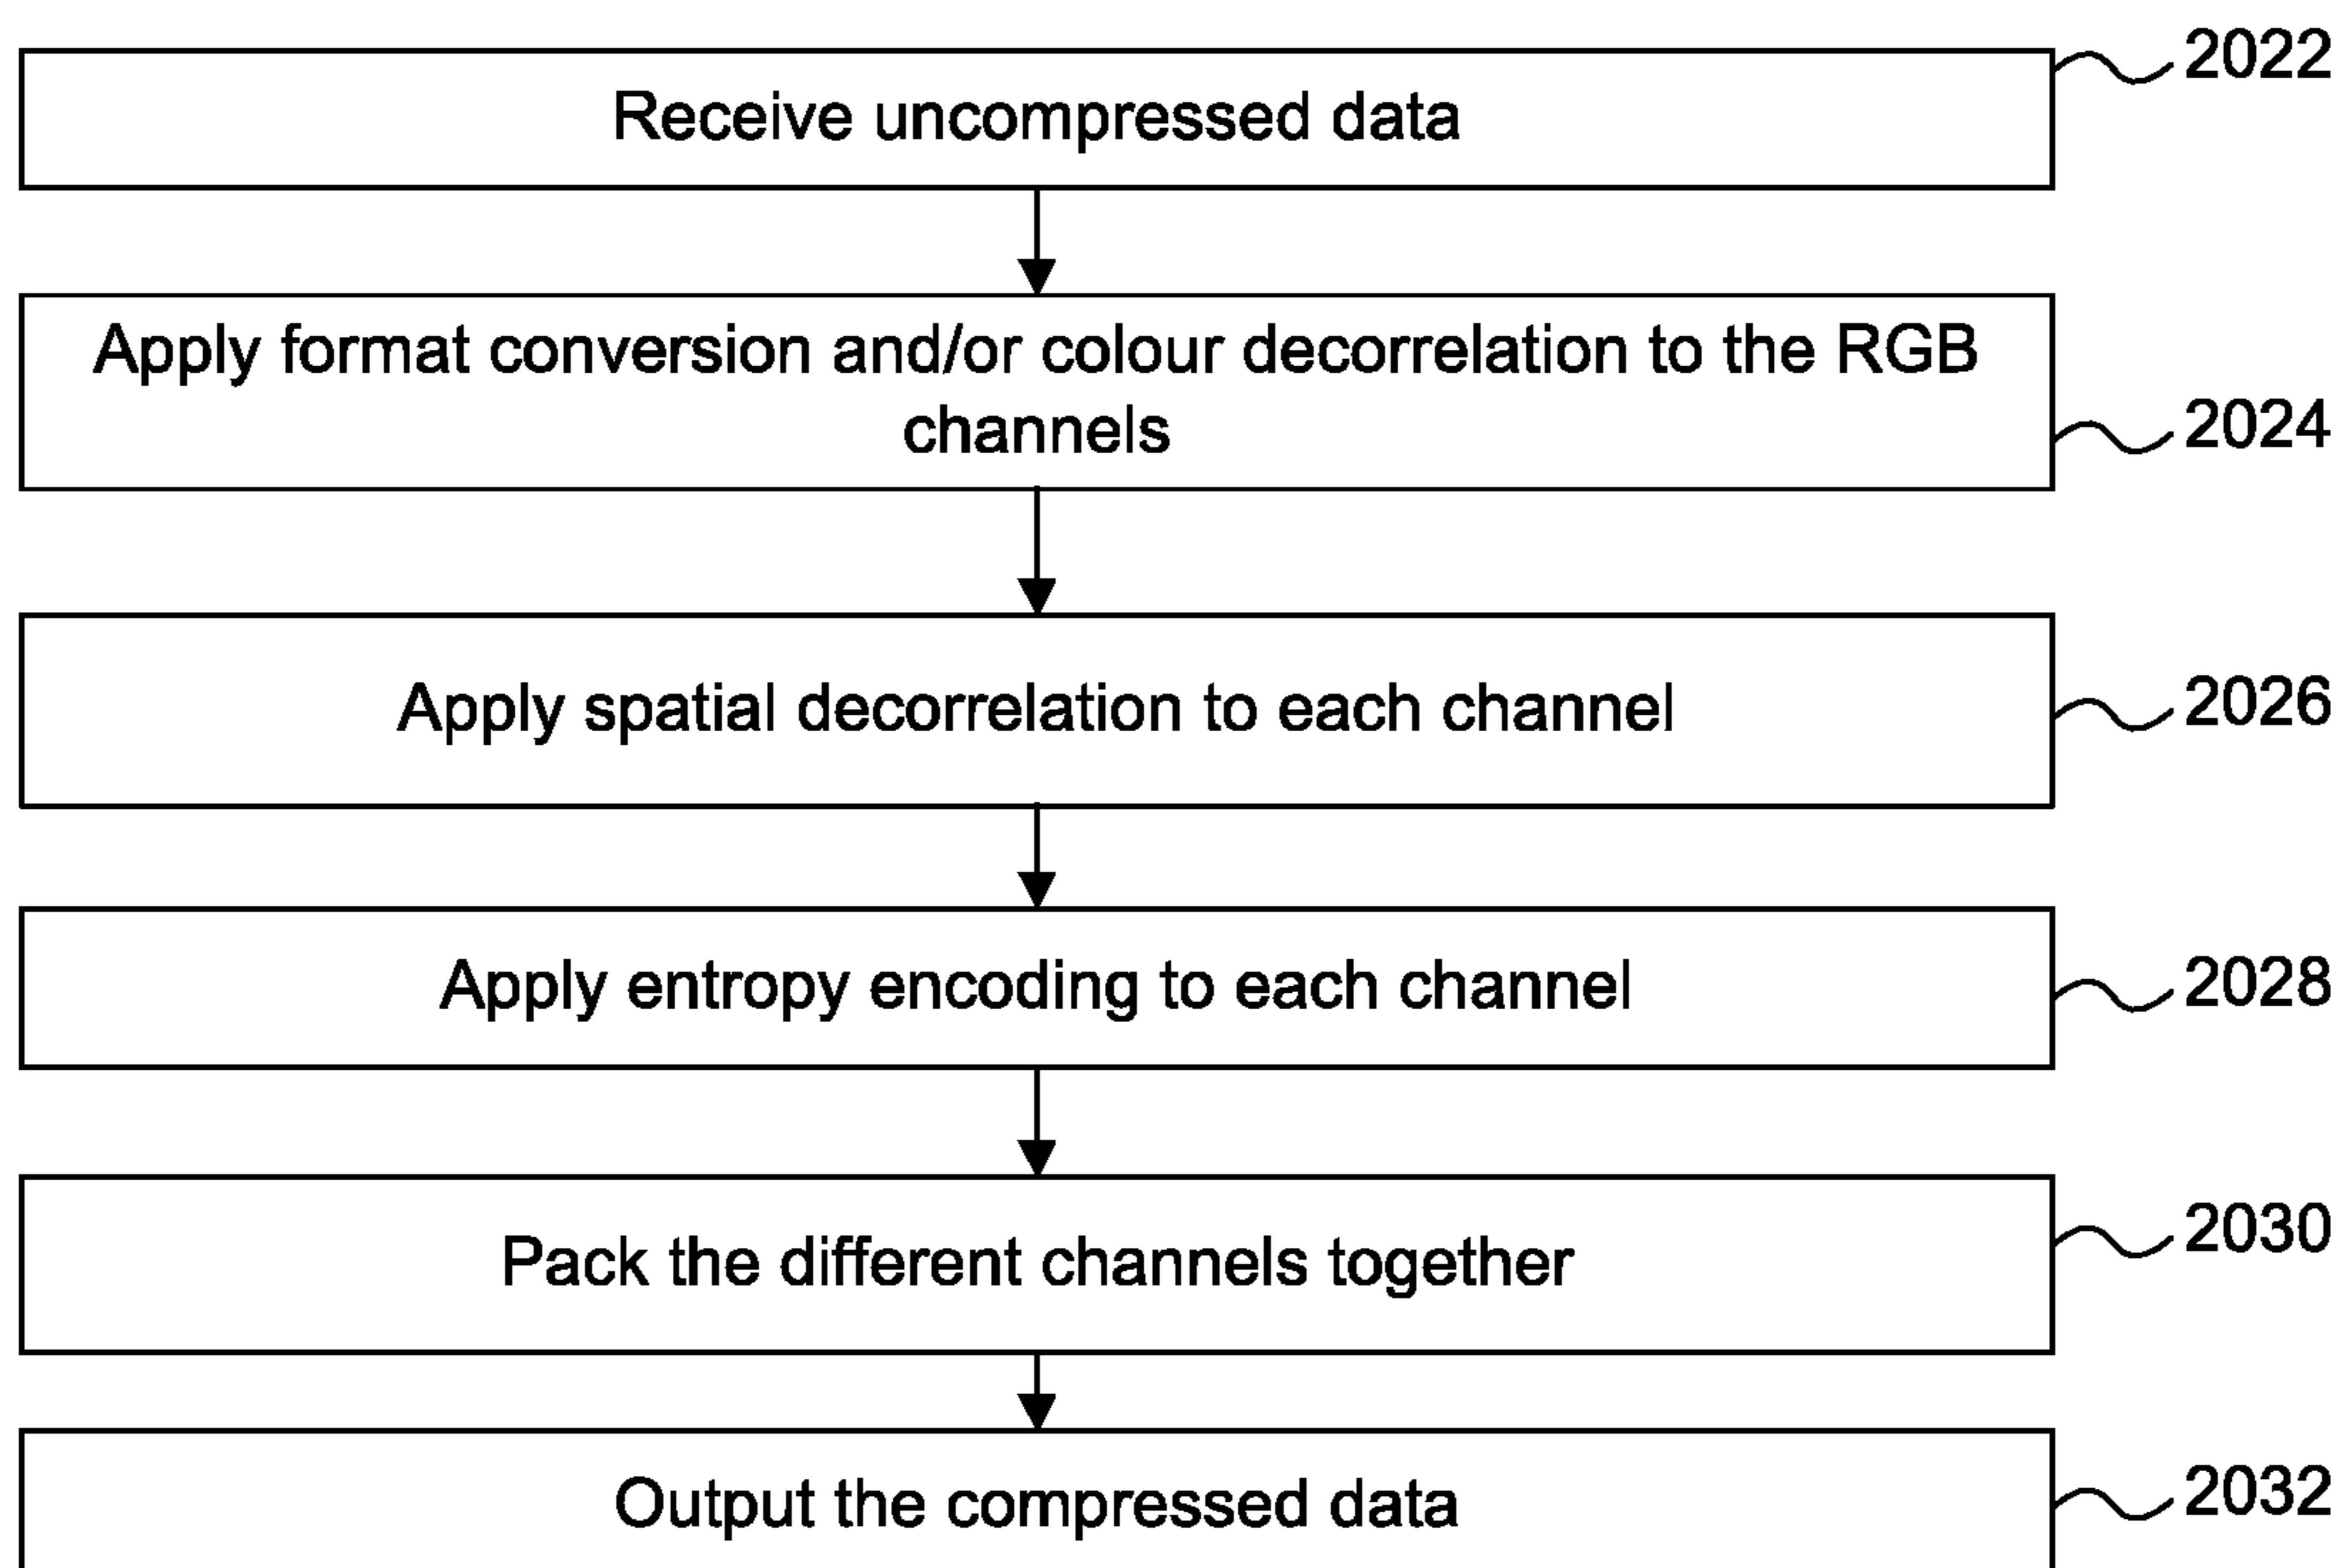 2022
Receive uncompressed data
Apply format conversion and/or colour decorrelation to the RGB
channels
2024
Apply spatial decorrelation to each channel
2026
Apply entropy encoding to each channel
2028
Pack the different channels together
2030
Output the compressed data
2032